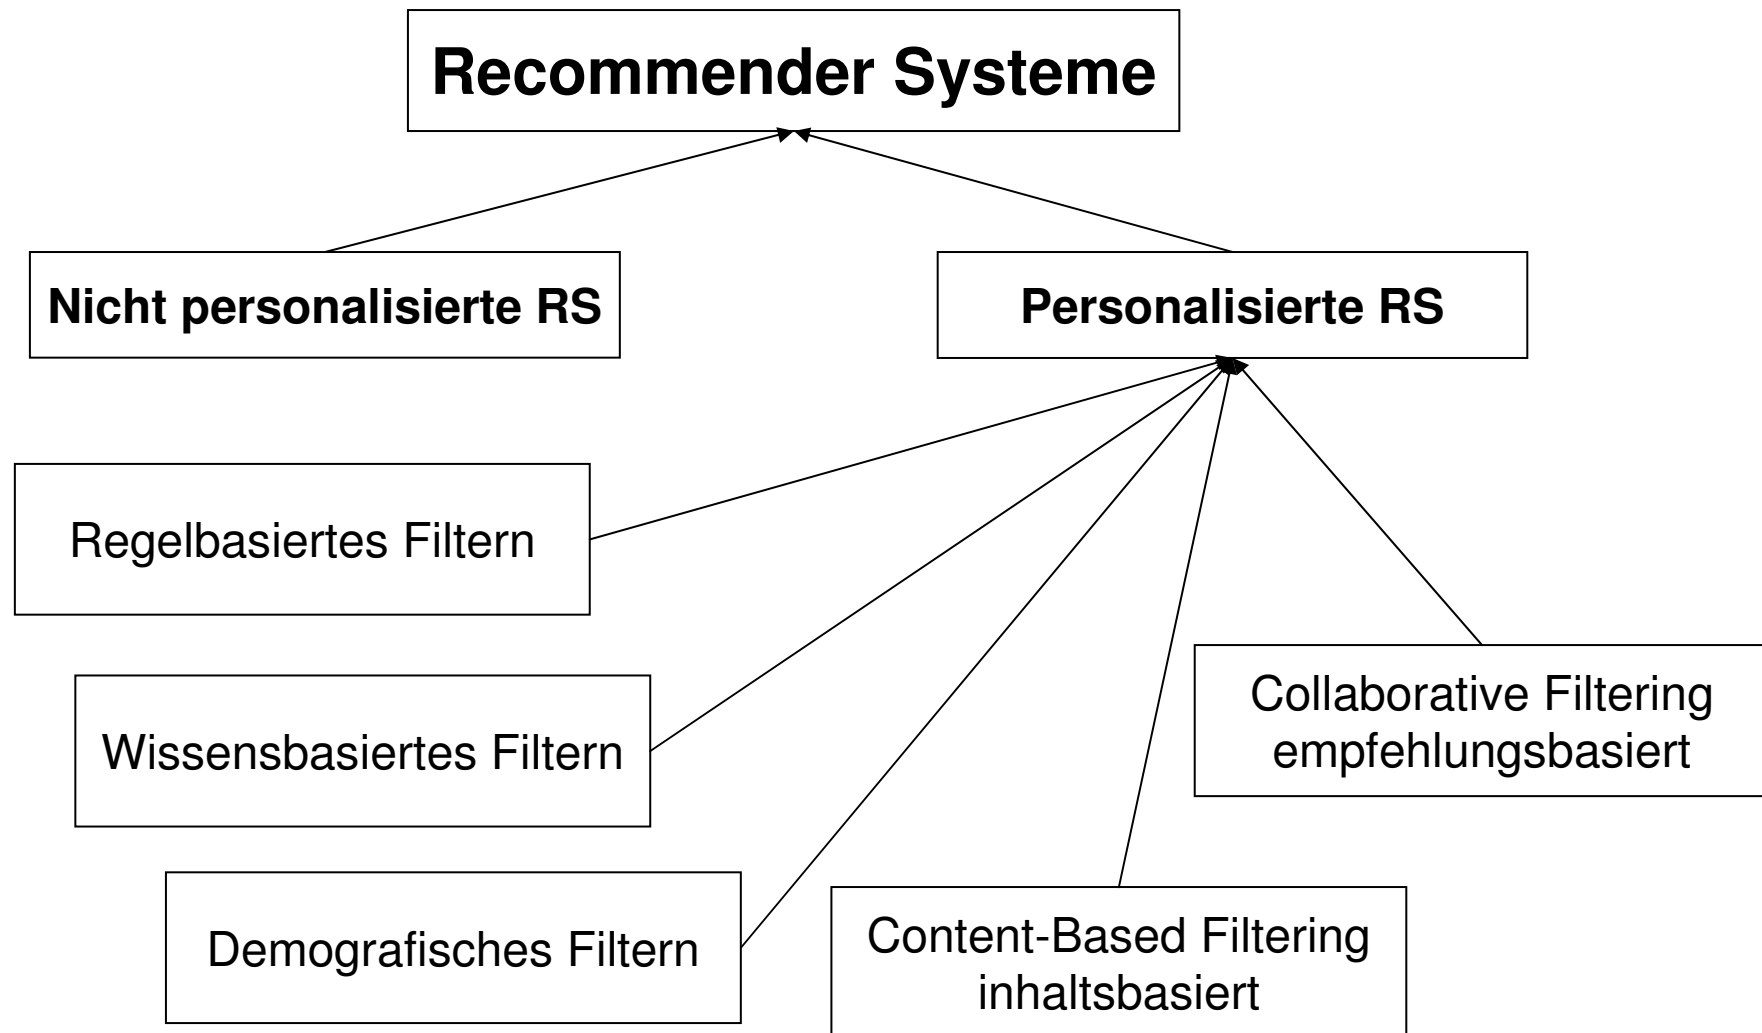 Recommender Systeme
Nicht personalisierte RS
Personalisierte RS
Regelbasiertes Filtern
Wissensbasiertes Filtern
Collaborative Filtering
empfehlungsbasiert
Demografisches Filtern
Content-Based Filtering
inhaltsbasiert